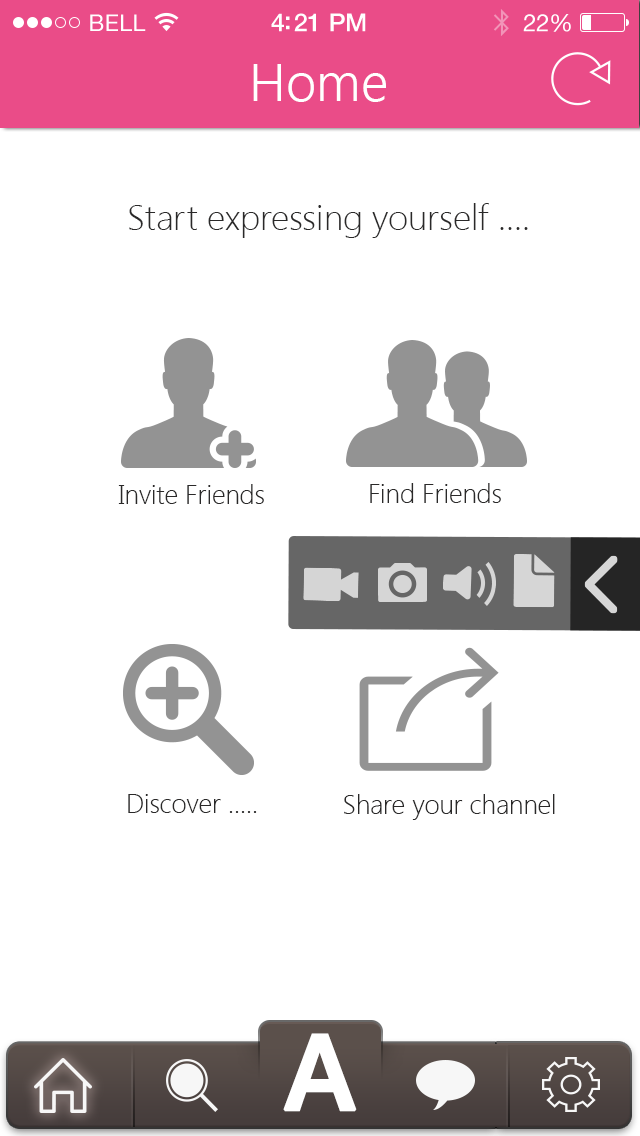 BELL 4:21 PM 22%
Home
Start expressing yourself ....
Invite Friends Find Friends
Discover ..... Share your channel
A